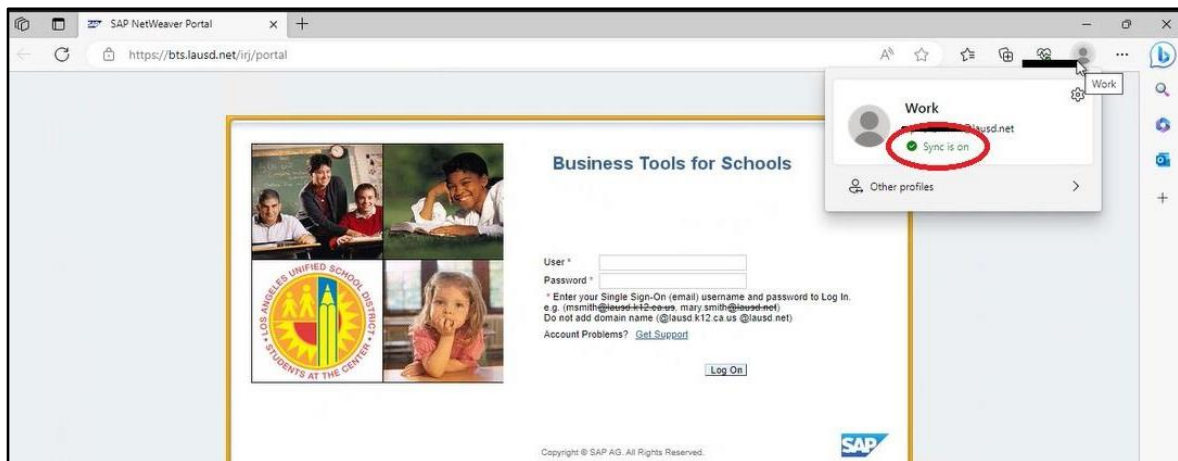 SAP NetWeaver Portal
https://bts.lausd.net/irj/portal
Work
Work
@lausd.net
Sync is on
Other profiles
Business Tools for Schools
User *
Password *
* Enter your Single Sign-On (email) username and password to Log In.
e.g. (msmith@lausd.k12.ca.us, mary.smith@lausd.net)
Do not add domain name (@lausd.k12.ca.us @lausd.net)
Account Problems? Get Support
Log On
LOS ANGELES UNIFIED SCHOOL DISTRICT
• STUDENTS AT THE CENTER •
Copyright © SAP AG. All Rights Reserved.
SAP